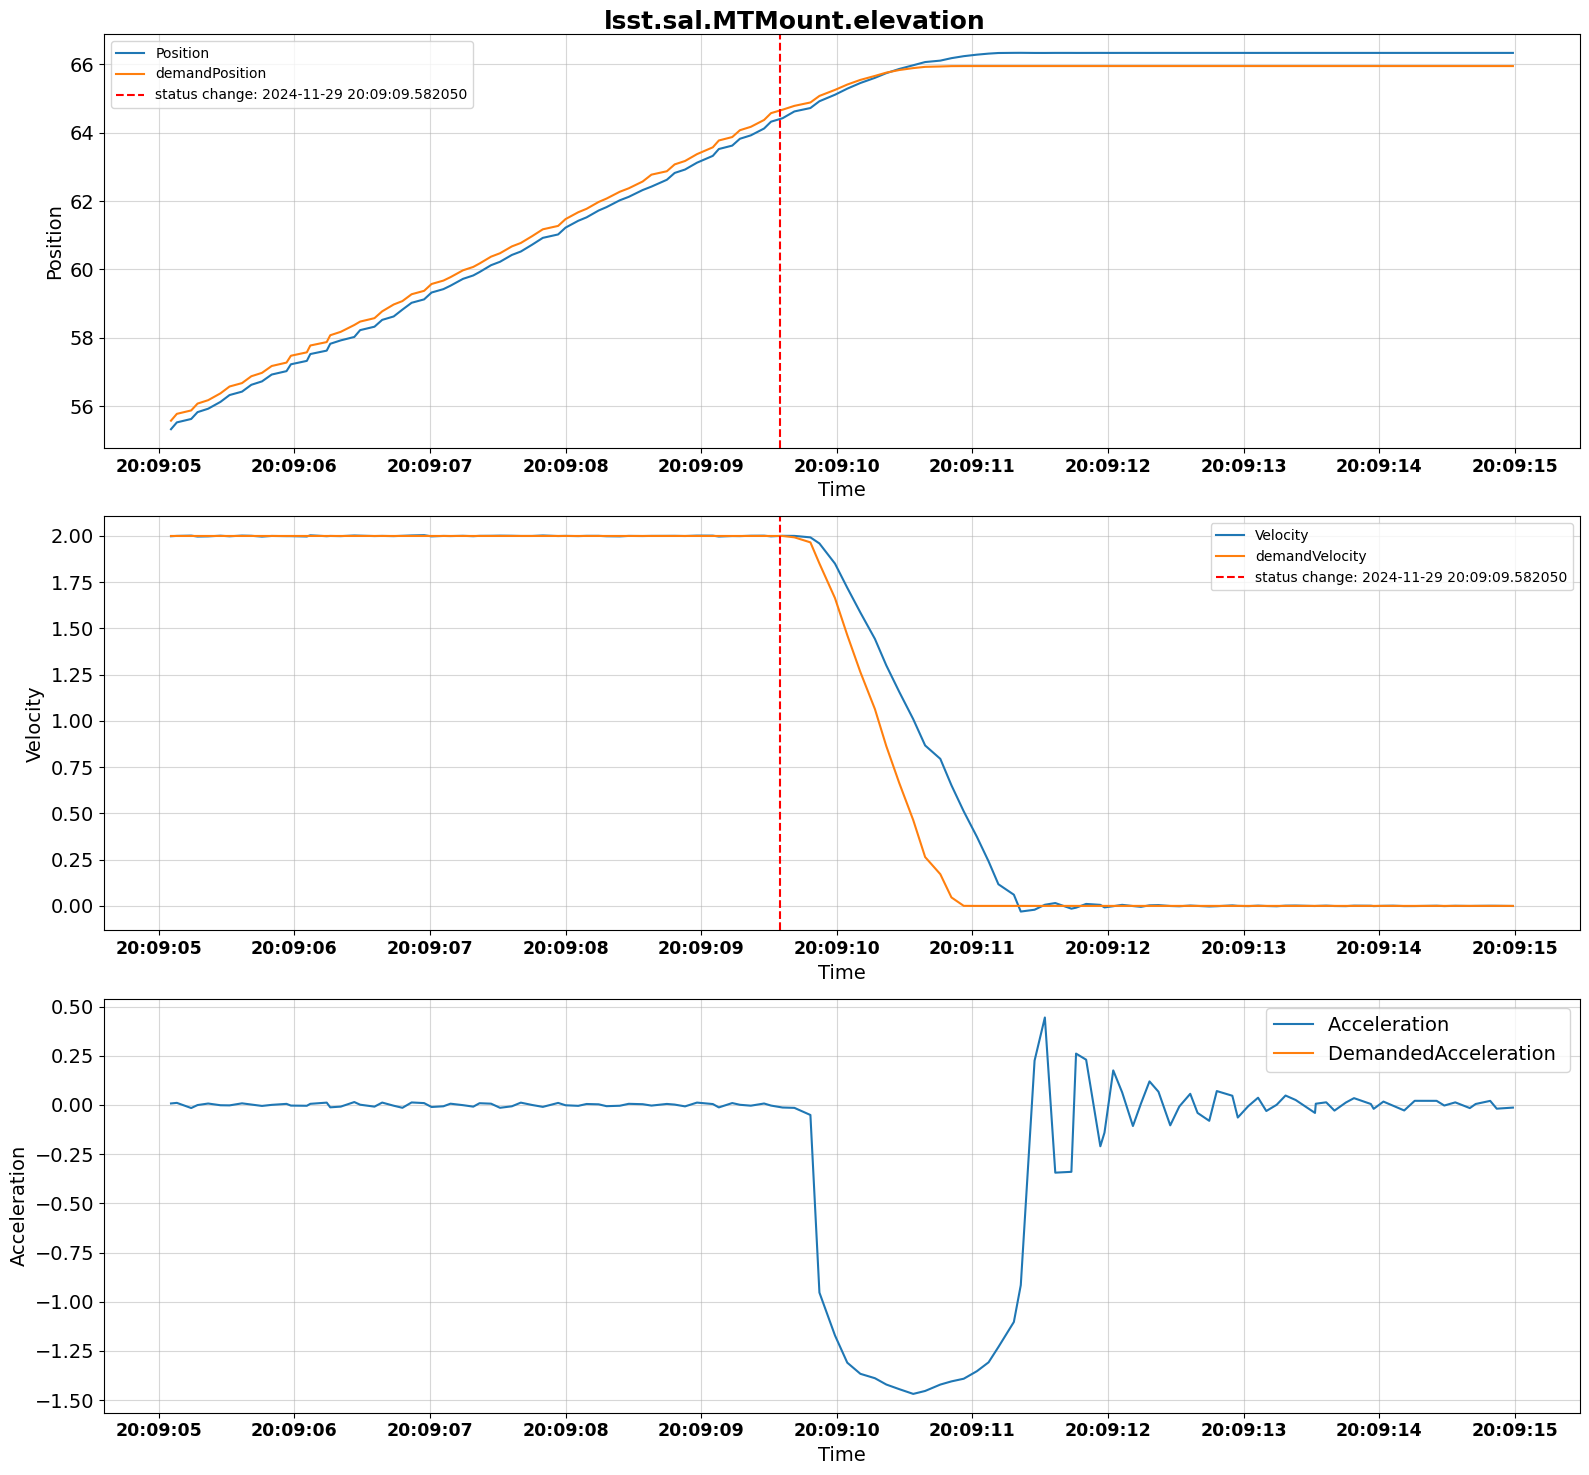 lsst.sal.MTMount.elevation
Position
demandPosition
status change: 2024-11-29 20:09:09.582050
66
64
62
60
58
56
Position
20:09:05 20:09:06 20:09:07 20:09:08 20:09:09 20:09:10 20:09:11 20:09:12 20:09:13 20:09:14 20:09:15
Time
Velocity
demandVelocity
status change: 2024-11-29 20:09:09.582050
2.00
1.75
1.50
1.25
1.00
0.75
0.50
0.25
0.00
Velocity
20:09:05 20:09:06 20:09:07 20:09:08 20:09:09 20:09:10 20:09:11 20:09:12 20:09:13 20:09:14 20:09:15
Time
Acceleration
DemandedAcceleration
0.50
0.25
0.00
−0.25
−0.50
−0.75
−1.00
−1.25
−1.50
Acceleration
20:09:05 20:09:06 20:09:07 20:09:08 20:09:09 20:09:10 20:09:11 20:09:12 20:09:13 20:09:14 20:09:15
Time